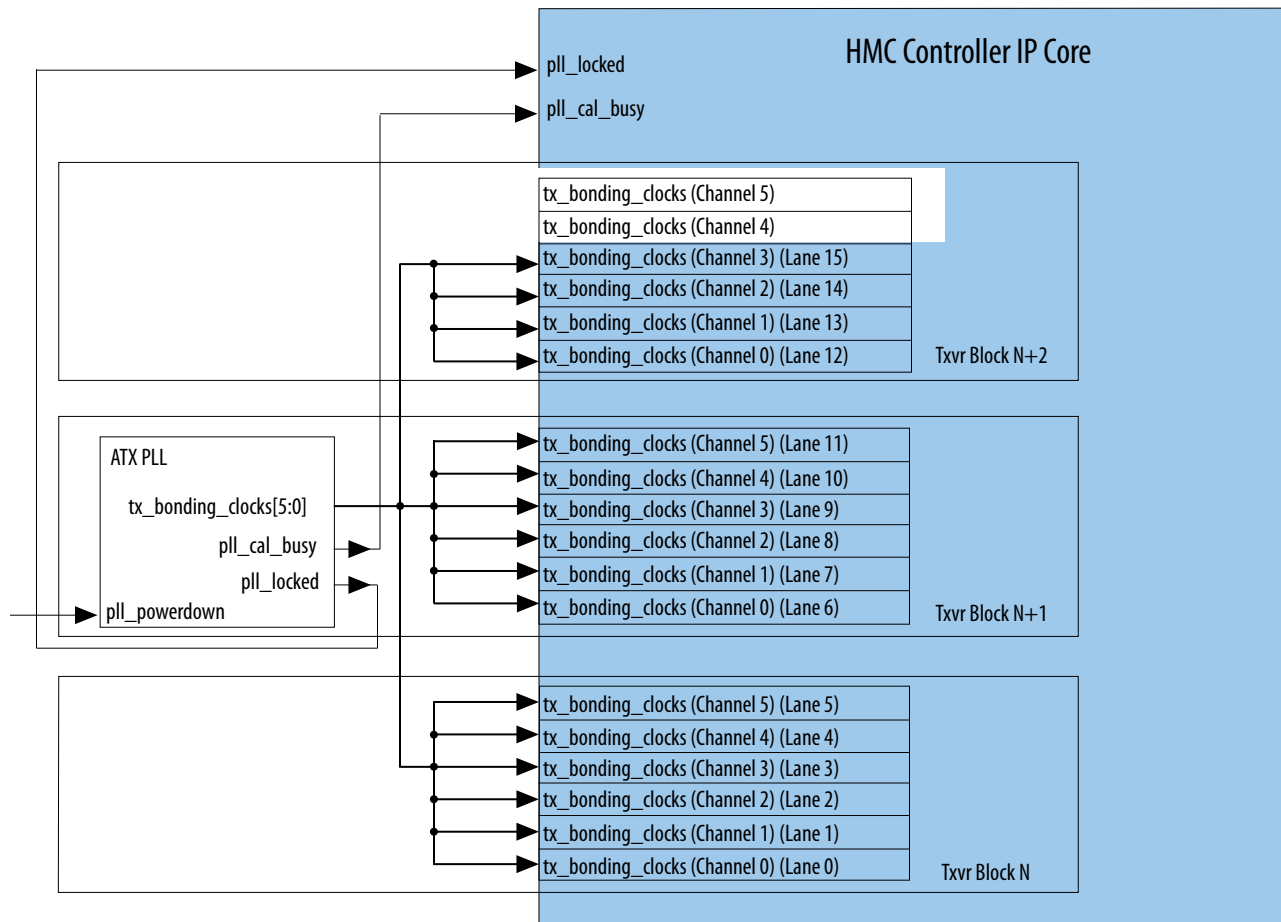 HMC Controller IP Core
pll_locked
pll_cal_busy
tx_bonding_clocks (Channel 5)
tx_bonding_clocks (Channel 4)
tx_bonding_clocks (Channel 3) (Lane 15)
tx_bonding_clocks (Channel 2) (Lane 14)
tx_bonding_clocks (Channel 1) (Lane 13)
tx_bonding_clocks (Channel 0) (Lane 12)
Txvr Block N+2
ATX PLL
tx_bonding_clocks[5:0]
pll_cal_busy
pll_locked
pll_powerdown
tx_bonding_clocks (Channel 5) (Lane 11)
tx_bonding_clocks (Channel 4) (Lane 10)
tx_bonding_clocks (Channel 3) (Lane 9)
tx_bonding_clocks (Channel 2) (Lane 8)
tx_bonding_clocks (Channel 1) (Lane 7)
tx_bonding_clocks (Channel 0) (Lane 6)
Txvr Block N+1
tx_bonding_clocks (Channel 5) (Lane 5)
tx_bonding_clocks (Channel 4) (Lane 4)
tx_bonding_clocks (Channel 3) (Lane 3)
tx_bonding_clocks (Channel 2) (Lane 2)
tx_bonding_clocks (Channel 1) (Lane 1)
tx_bonding_clocks (Channel 0) (Lane 0)
Txvr Block N